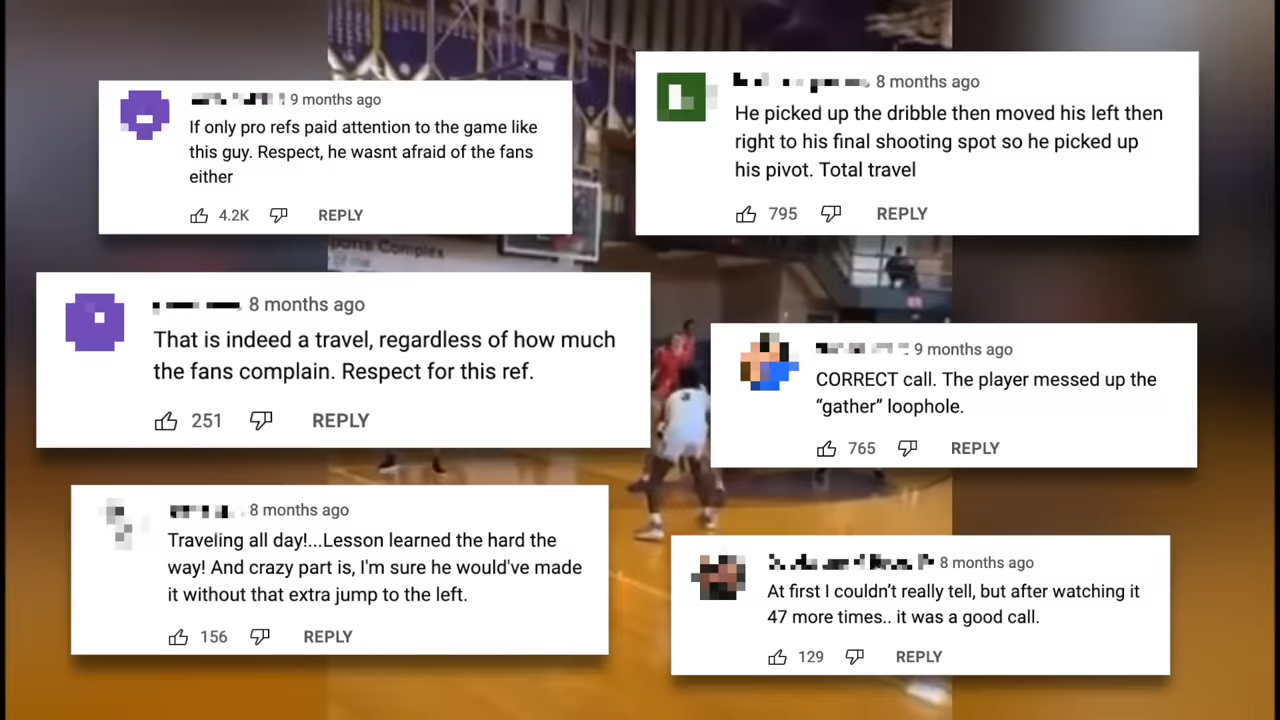 9 months ago
If only pro refs paid attention to the game like
this guy. Respect, he wasnt afraid of the fans
either
4.2K REPLY
8 months ago
He picked up the dribble then moved his left then
right to his final shooting spot so he picked up
his pivot. Total travel
795 REPLY
Complex
8 months ago
That is indeed a travel, regardless of how much
the fans complain. Respect for this ref.
251 REPLY
9 months ago
CORRECT call. The player messed up the
“gather” loophole.
765 REPLY
8 months ago
Traveling all day!...Lesson learned the hard the
way! And crazy part is, I'm sure he would've made
it without that extra jump to the left.
156 REPLY
8 months ago
At first I couldn’t really tell, but after watching it
47 more times.. it was a good call.
129 REPLY